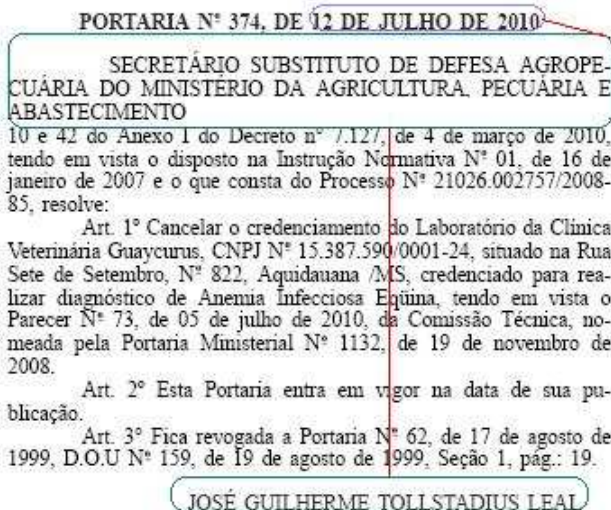 PORTARIA Nº 374, DE 12 DE JULHO DE 2010
SECRETÁRIO SUBSTITUTO DE DEFESA AGROPE-
CUÁRIA DO MINISTÉRIO DA AGRICULTURA, PECUÁRIA E
ABASTECIMENTO
10 e 42 do Anexo I do Decreto nº 7.127, de 4 de março de 2010,
tendo em vista o disposto na Instrução Normativa Nº 01, de 16 de
janeiro de 2007 e o que consta do Processo Nº 21026.002757/2008-
85, resolve:
Art. 1º Cancelar o credenciamento do Laboratório da Clínica
Veterinária Guaycurus, CNPJ Nº 15.387.590/0001-24, situado na Rua
Sete de Setembro, Nº 822, Aquidauana /MS, credenciado para rea-
lizar diagnóstico de Anemia Infecciosa Eqüina, tendo em vista o
Parecer Nº 73, de 05 de julho de 2010, da Comissão Técnica, no-
meada pela Portaria Ministerial Nº 1132, de 19 de novembro de
2008.
Art. 2º Esta Portaria entra em vigor na data de sua pu-
blicação.
Art. 3º Fica revogada a Portaria Nº 62, de 17 de agosto de
1999, D.O.U Nº 159, de 19 de agosto de 1999, Seção 1, pág.: 19.
JOSÉ GUILHERME TOLLSTADIUS LEAL